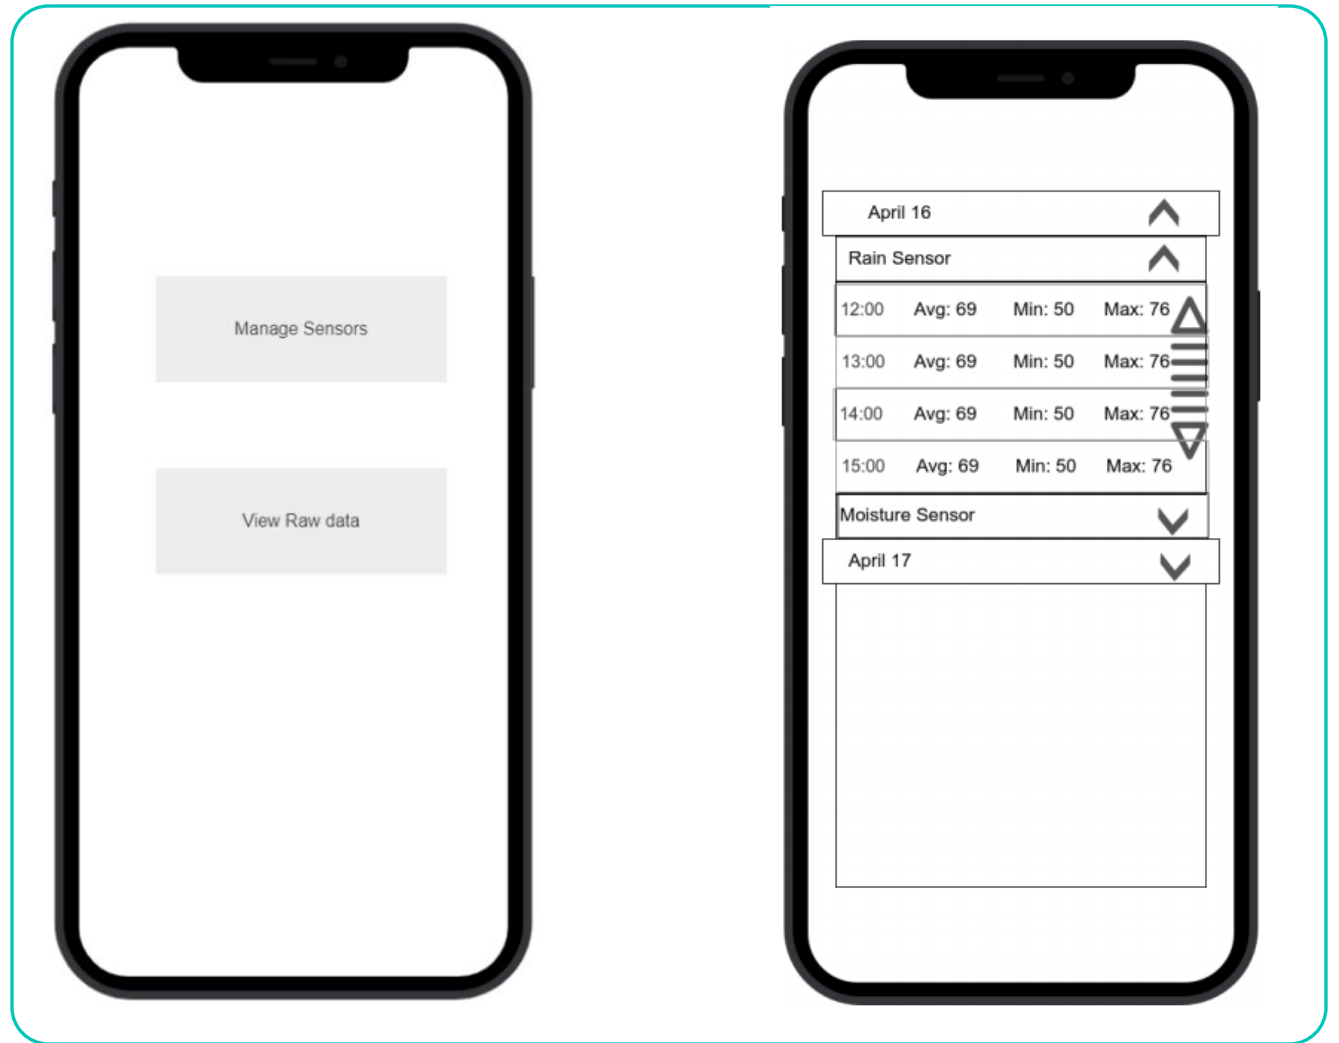 Manage Sensors
View Raw data
April 16
Rain Sensor
12:00 Avg: 69 Min: 50 Max: 76
13:00 Avg: 69 Min: 50 Max: 76
14:00 Avg: 69 Min: 50 Max: 76
15:00 Avg: 69 Min: 50 Max: 76
Moisture Sensor
April 17